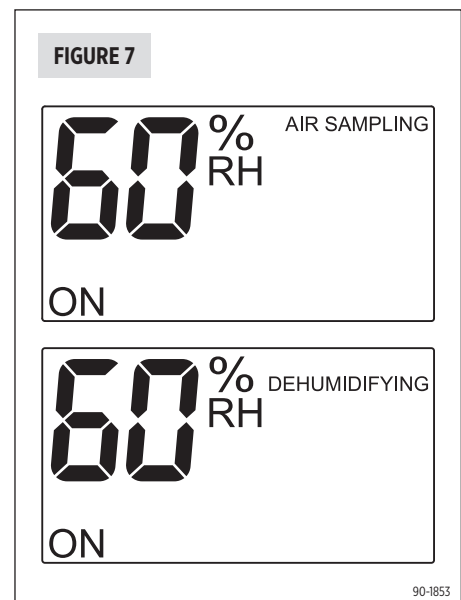 FIGURE 7
60% RH AIR SAMPLING
ON
60% RH DEHUMIDIFYING
ON
90-1853